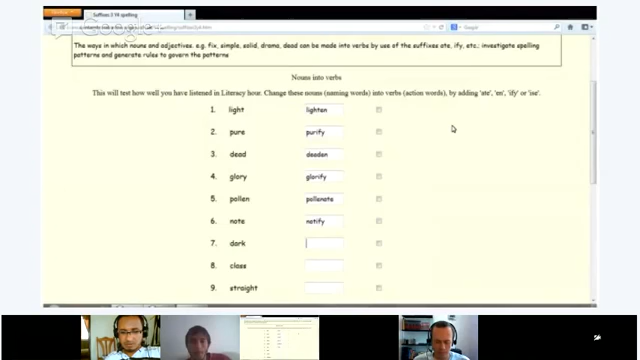 Suffixes 3 Y4 spelling
Google
Google
The ways in which nouns and adjectives, e.g. fix, simple, solid, drama, dead can be made into verbs by use of the suffixes ate, ify, etc.; investigate spelling
patterns and generate rules to govern the patterns
Nouns into verbs
This will test how well you have listened in Literacy hour. Change these nouns (naming words) into verbs (action words), by adding 'ate', 'en', 'ify' or 'ise'.
1. light lighten
2. pure purify
3. dead deaden
4. glory glorify
5. pollen pollenate
6. note notify
7. dark
8. class
9. straight